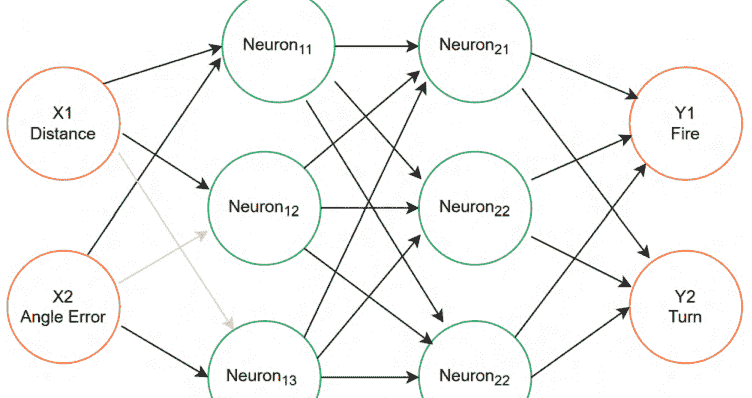 Neuron11
Neuron21
X1
Distance
Y1
Fire
Neuron12
Neuron22
X2
Angle Error
Y2
Turn
Neuron13
Neuron22